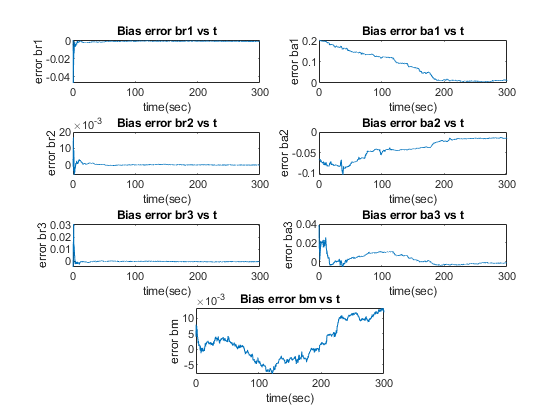 Bias error br1 vs t
error br1
0
-0.02
-0.04
0 100 200 300
time(sec)
Bias error ba1 vs t
error ba1
0.2
0.1
0
0 100 200 300
time(sec)
Bias error br2 vs t
×10⁻³
error br2
20
10
0
0 100 200 300
time(sec)
Bias error ba2 vs t
error ba2
0
-0.05
-0.1
0 100 200 300
time(sec)
Bias error br3 vs t
error br3
0.03
0.02
0.01
0
0 100 200 300
time(sec)
Bias error ba3 vs t
error ba3
0.04
0.02
0
0 100 200 300
time(sec)
Bias error bm vs t
×10⁻³
error bm
10
5
0
-5
0 100 200 300
time(sec)